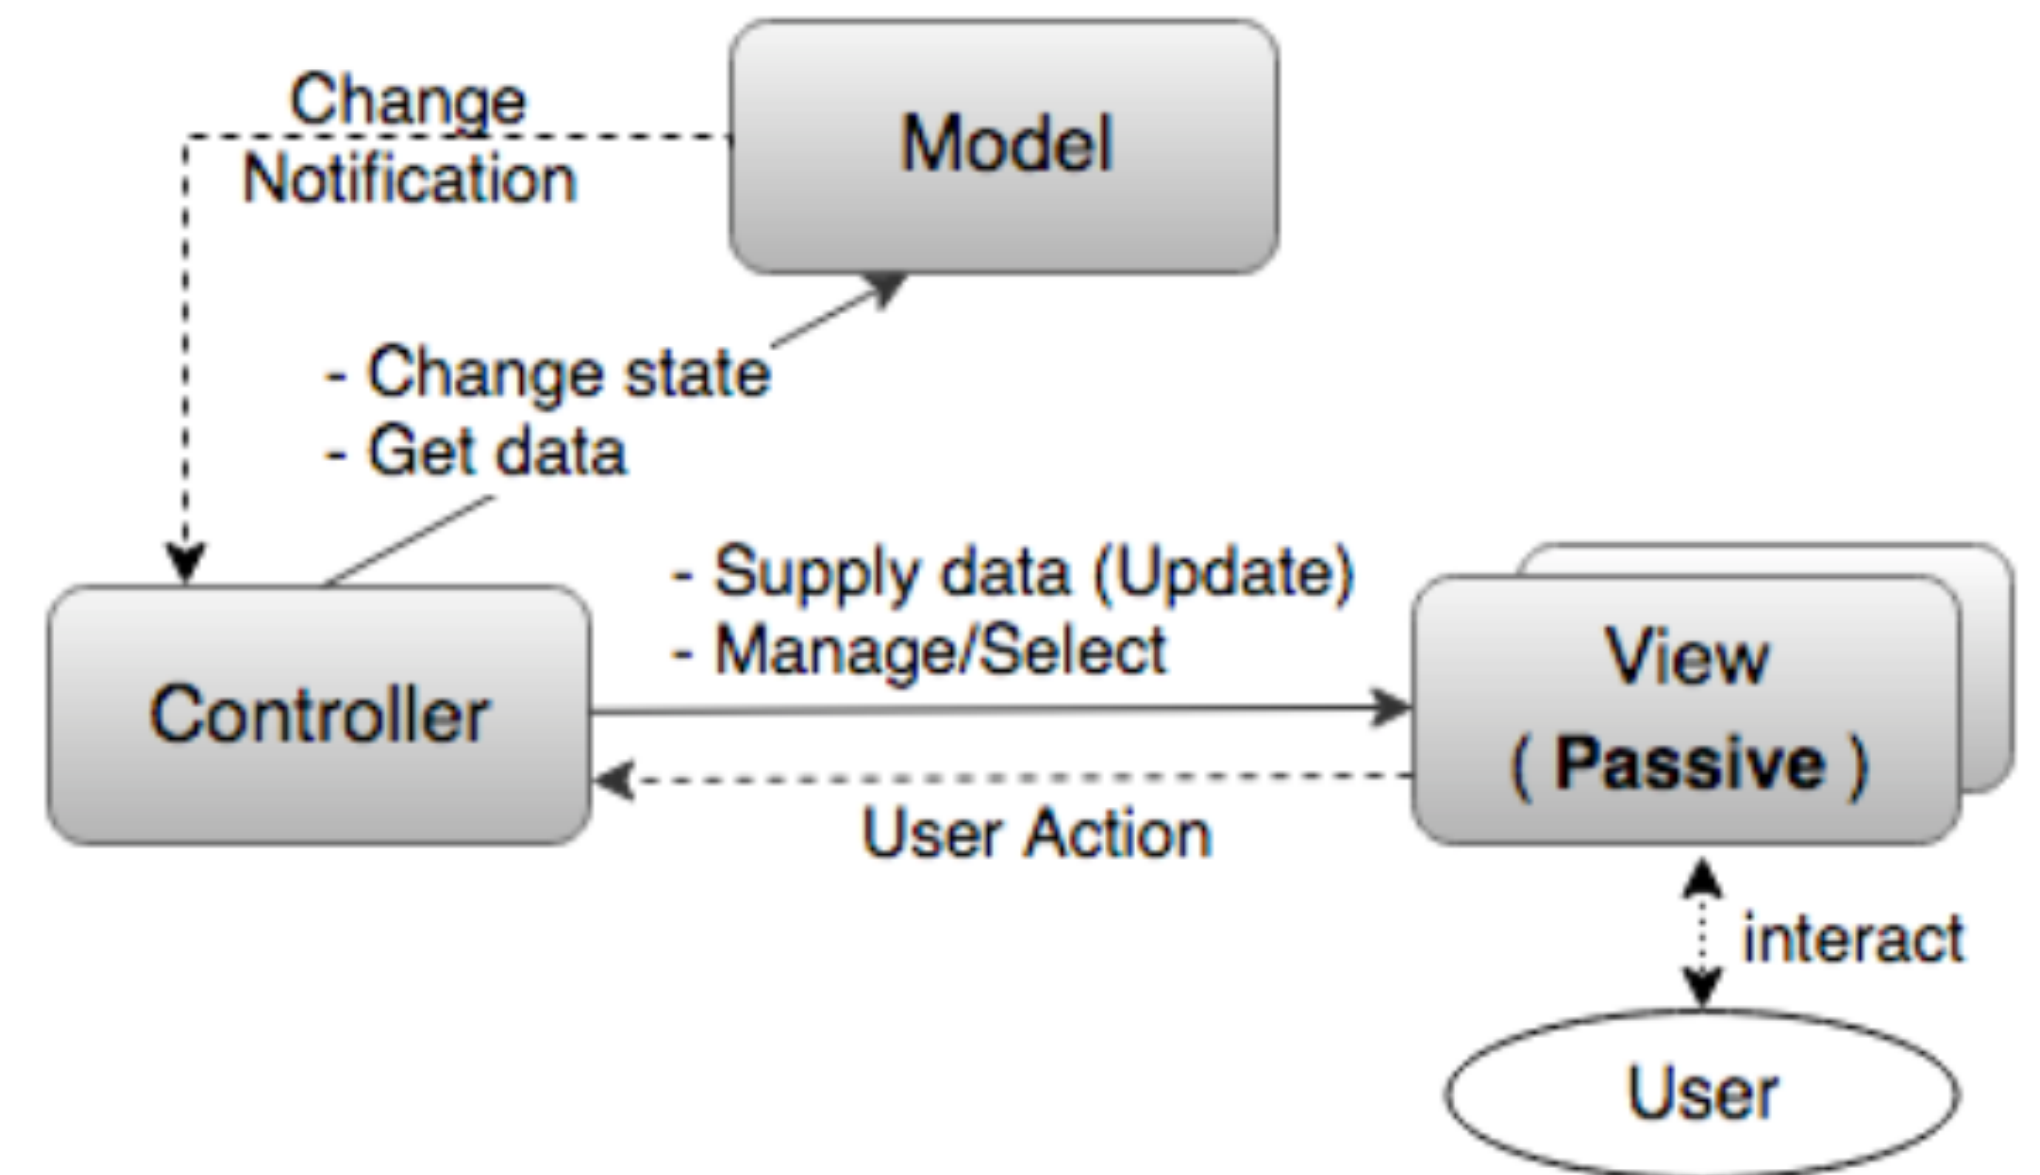 Change
Notification
Model
- Change state
- Get data
- Supply data (Update)
- Manage/Select
Controller
View
( Passive )
User Action
interact
User